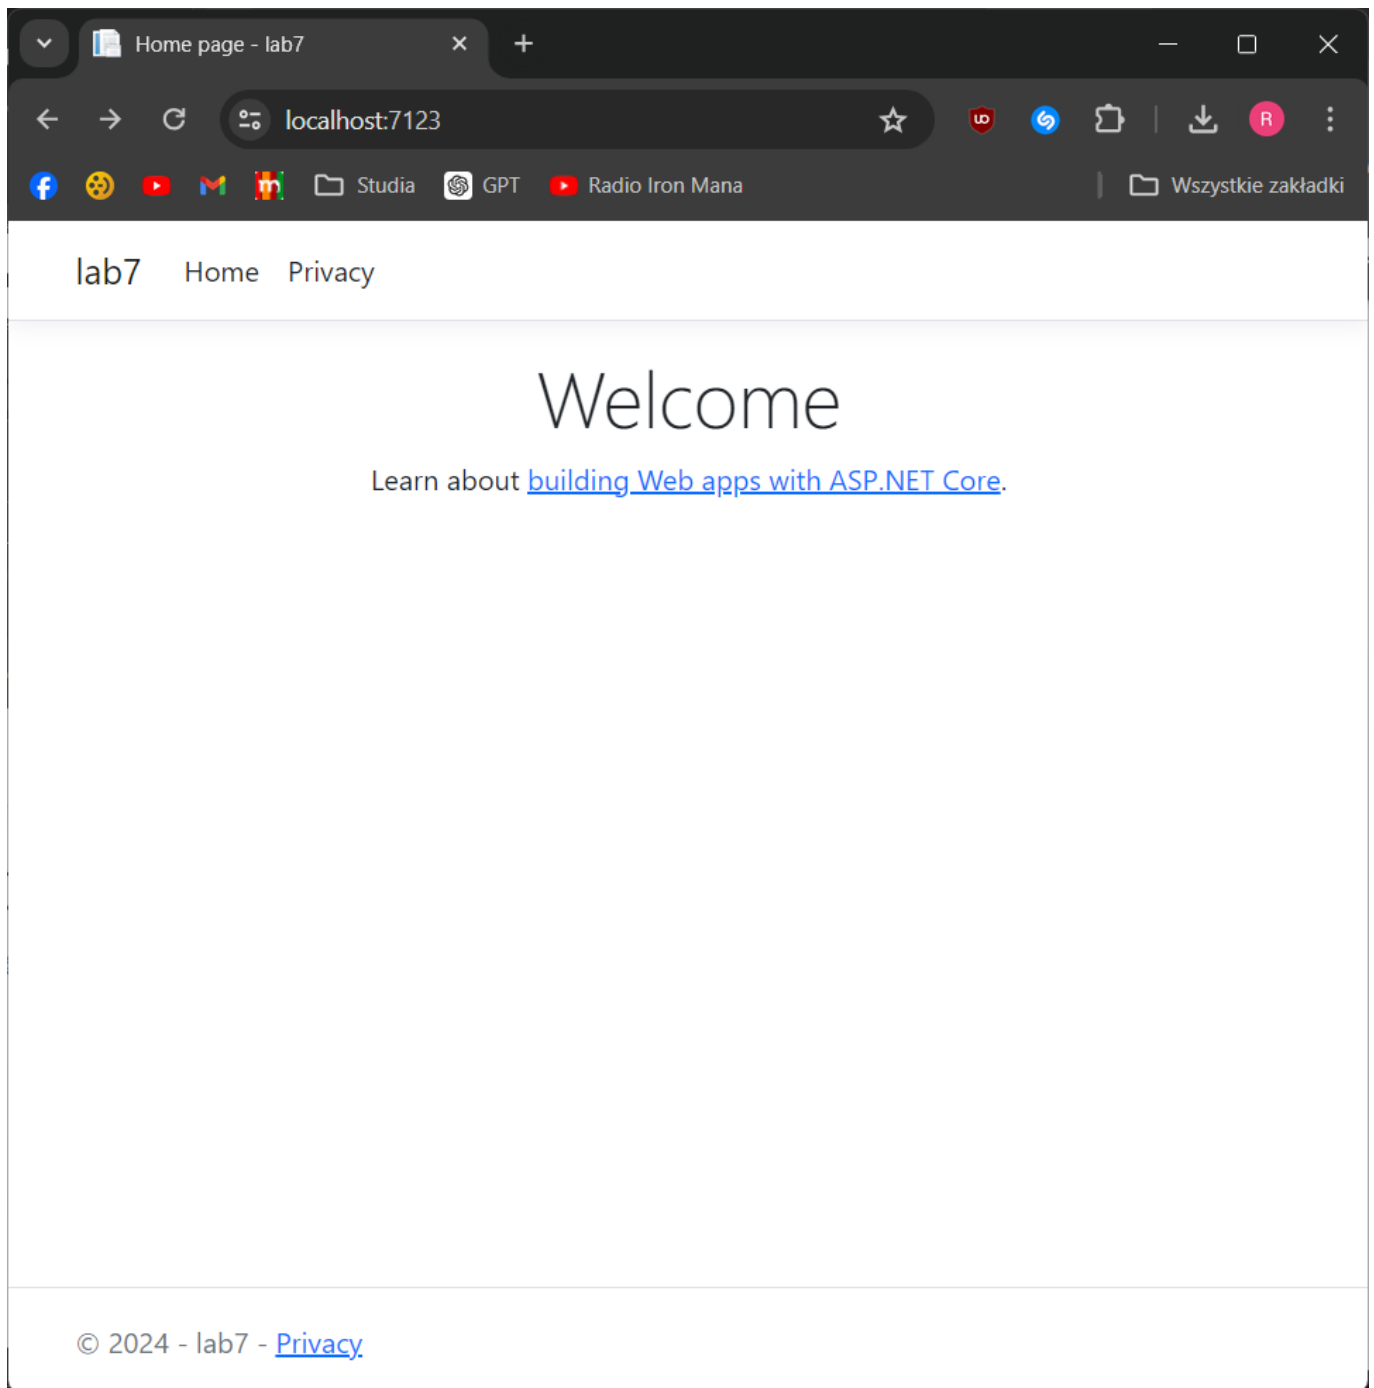 Home page - lab7
localhost:7123
R
Studia GPT Radio Iron Mana Wszystkie zakładki
lab7 Home Privacy
Welcome
Learn about building Web apps with ASP.NET Core.
© 2024 - lab7 - Privacy